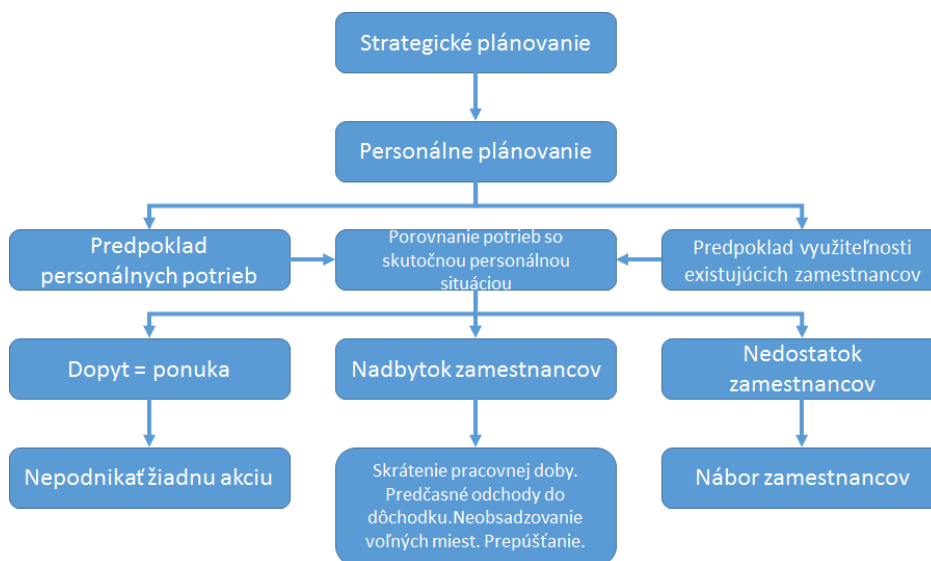 Strategické plánovanie
Personálne plánovanie
Predpoklad
personálnych potrieb
Porovnanie potrieb so
skutočnou personálnou
situáciou
Predpoklad využiteľnosti
existujúcich zamestnancov
Dopyt = ponuka
Nadbytok zamestnancov
Nedostatok
zamestnancov
Nepodnikať žiadnu akciu
Skrátenie pracovnej doby.
Predčasné odchody do
dôchodku.Neobsadzovanie
voľných miest. Prepúšťanie.
Nábor zamestnancov